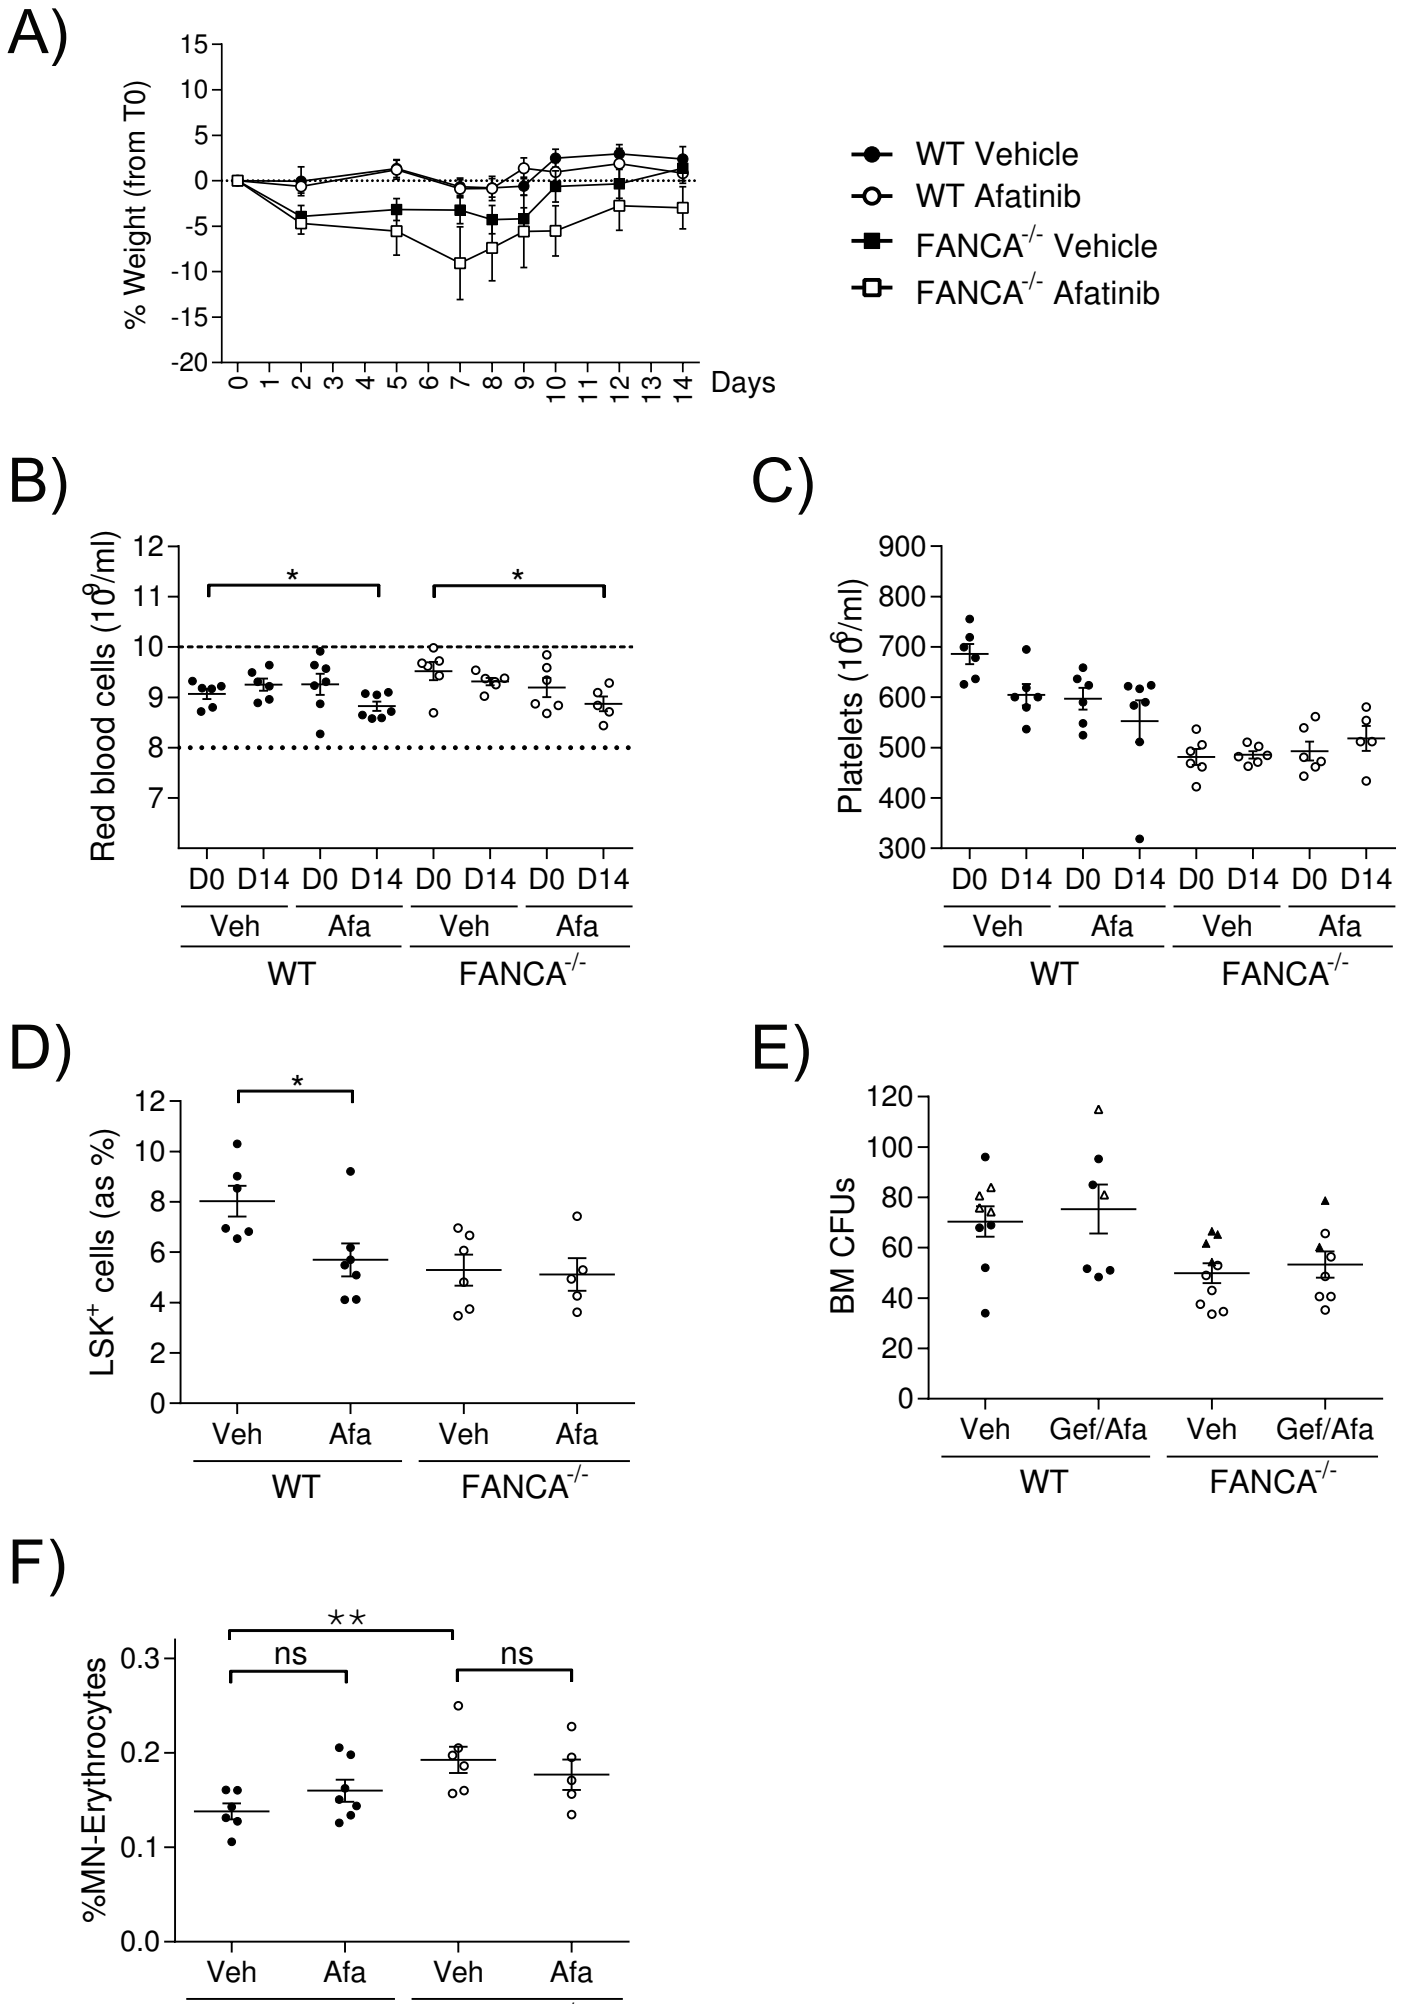 A)
% Weight (from T0)
15
10
5
0
-5
-10
-15
-20
0 1 2 3 4 5 6 7 8 9 10 11 12 13 14 Days
WT Vehicle
WT Afatinib
FANCA-/- Vehicle
FANCA-/- Afatinib
B)
Red blood cells (10^9/ml)
12
11
10
9
8
7
* *
D0 D14 D0 D14 D0 D14 D0 D14
Veh Afa Veh Afa
WT FANCA-/-
C)
Platelets (10^6/ml)
900
800
700
600
500
400
300
D0 D14 D0 D14 D0 D14 D0 D14
Veh Afa Veh Afa
WT FANCA-/-
D)
LSK+ cells (as %)
*
12
10
8
6
4
2
0
Veh Afa Veh Afa
WT FANCA-/-
E)
BM CFUs
120
100
80
60
40
20
0
Veh Gef/Afa Veh Gef/Afa
WT FANCA-/-
F)
%MN-Erythrocytes
**
ns ns
0.3
0.2
0.1
0.0
Veh Afa Veh Afa